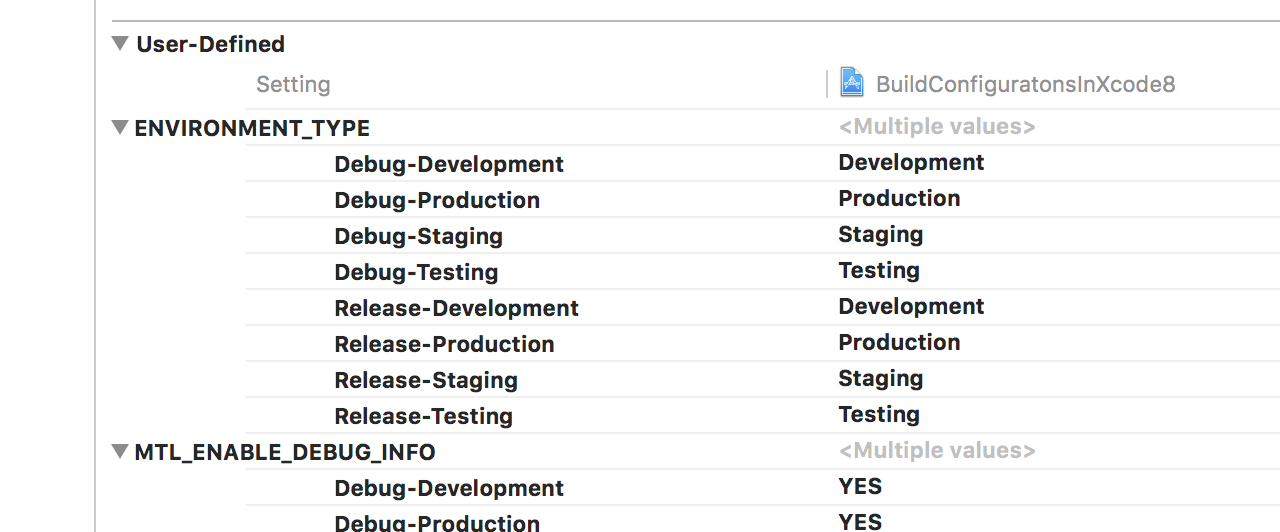 User-Defined
Setting BuildConfiguratonsInXcode8
ENVIRONMENT_TYPE <Multiple values>
Debug-Development Development
Debug-Production Production
Debug-Staging Staging
Debug-Testing Testing
Release-Development Development
Release-Production Production
Release-Staging Staging
Release-Testing Testing
MTL_ENABLE_DEBUG_INFO <Multiple values>
Debug-Development YES
Debug-Production YES